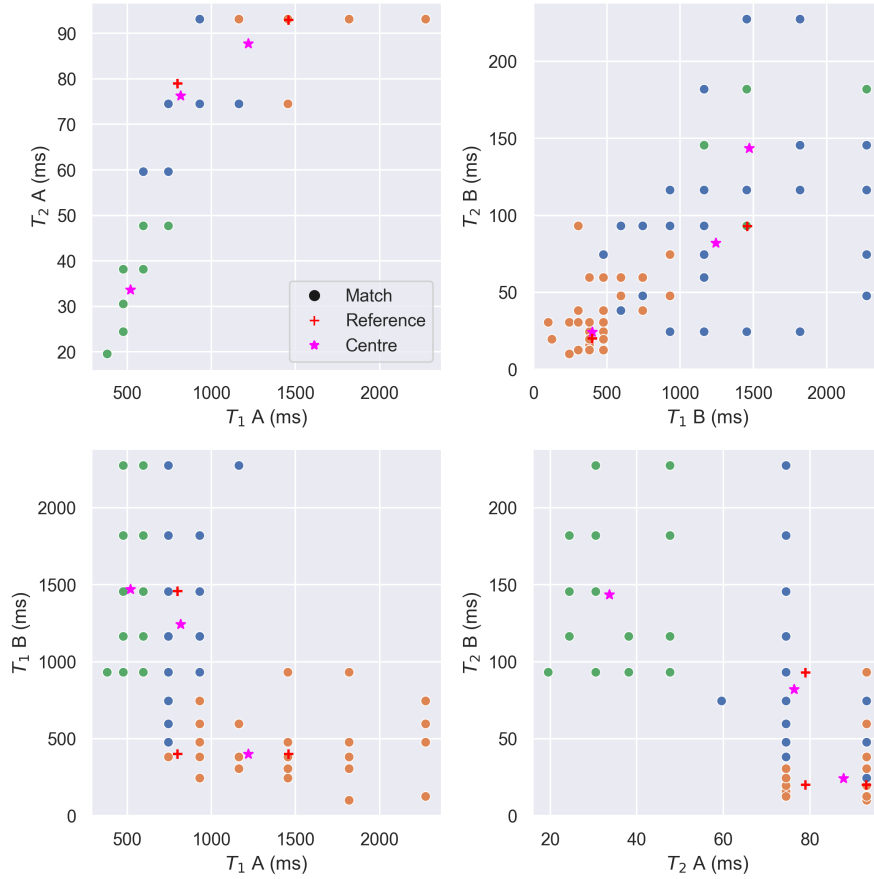 90
80
70
60
50
40
30
20
T₂ A (ms)
500 1000 1500 2000
T₁ A (ms)
Match
Reference
Centre
200
150
100
50
0
T₂ B (ms)
0 500 1000 1500 2000
T₁ B (ms)
2000
1500
1000
500
0
T₁ B (ms)
500 1000 1500 2000
T₁ A (ms)
200
150
100
50
0
T₂ B (ms)
20 40 60 80
T₂ A (ms)